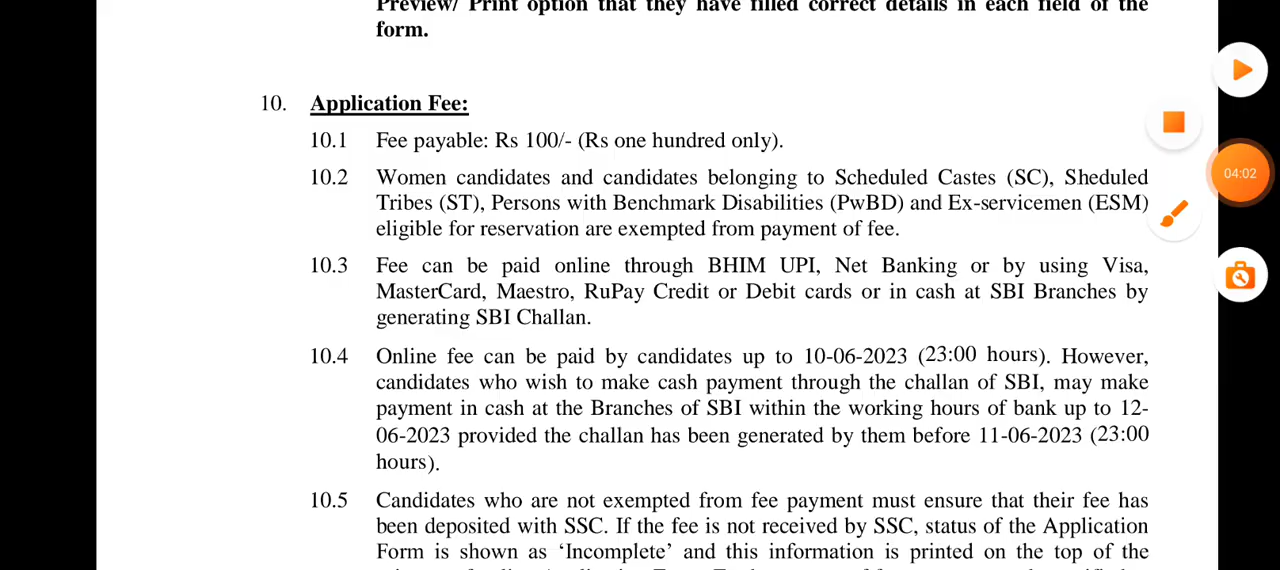 Preview/ Print option that they have filled correct details in each field of the
form.
10. Application Fee:
10.1 Fee payable: Rs 100/- (Rs one hundred only).
10.2 Women candidates and candidates belonging to Scheduled Castes (SC), Sheduled
Tribes (ST), Persons with Benchmark Disabilities (PwBD) and Ex-servicemen (ESM)
eligible for reservation are exempted from payment of fee.
10.3 Fee can be paid online through BHIM UPI, Net Banking or by using Visa,
MasterCard, Maestro, RuPay Credit or Debit cards or in cash at SBI Branches by
generating SBI Challan.
10.4 Online fee can be paid by candidates up to 10-06-2023 (23:00 hours). However,
candidates who wish to make cash payment through the challan of SBI, may make
payment in cash at the Branches of SBI within the working hours of bank up to 12-
06-2023 provided the challan has been generated by them before 11-06-2023 (23:00
hours).
10.5 Candidates who are not exempted from fee payment must ensure that their fee has
been deposited with SSC. If the fee is not received by SSC, status of the Application
Form is shown as ‘Incomplete’ and this information is printed on the top of the
04:02